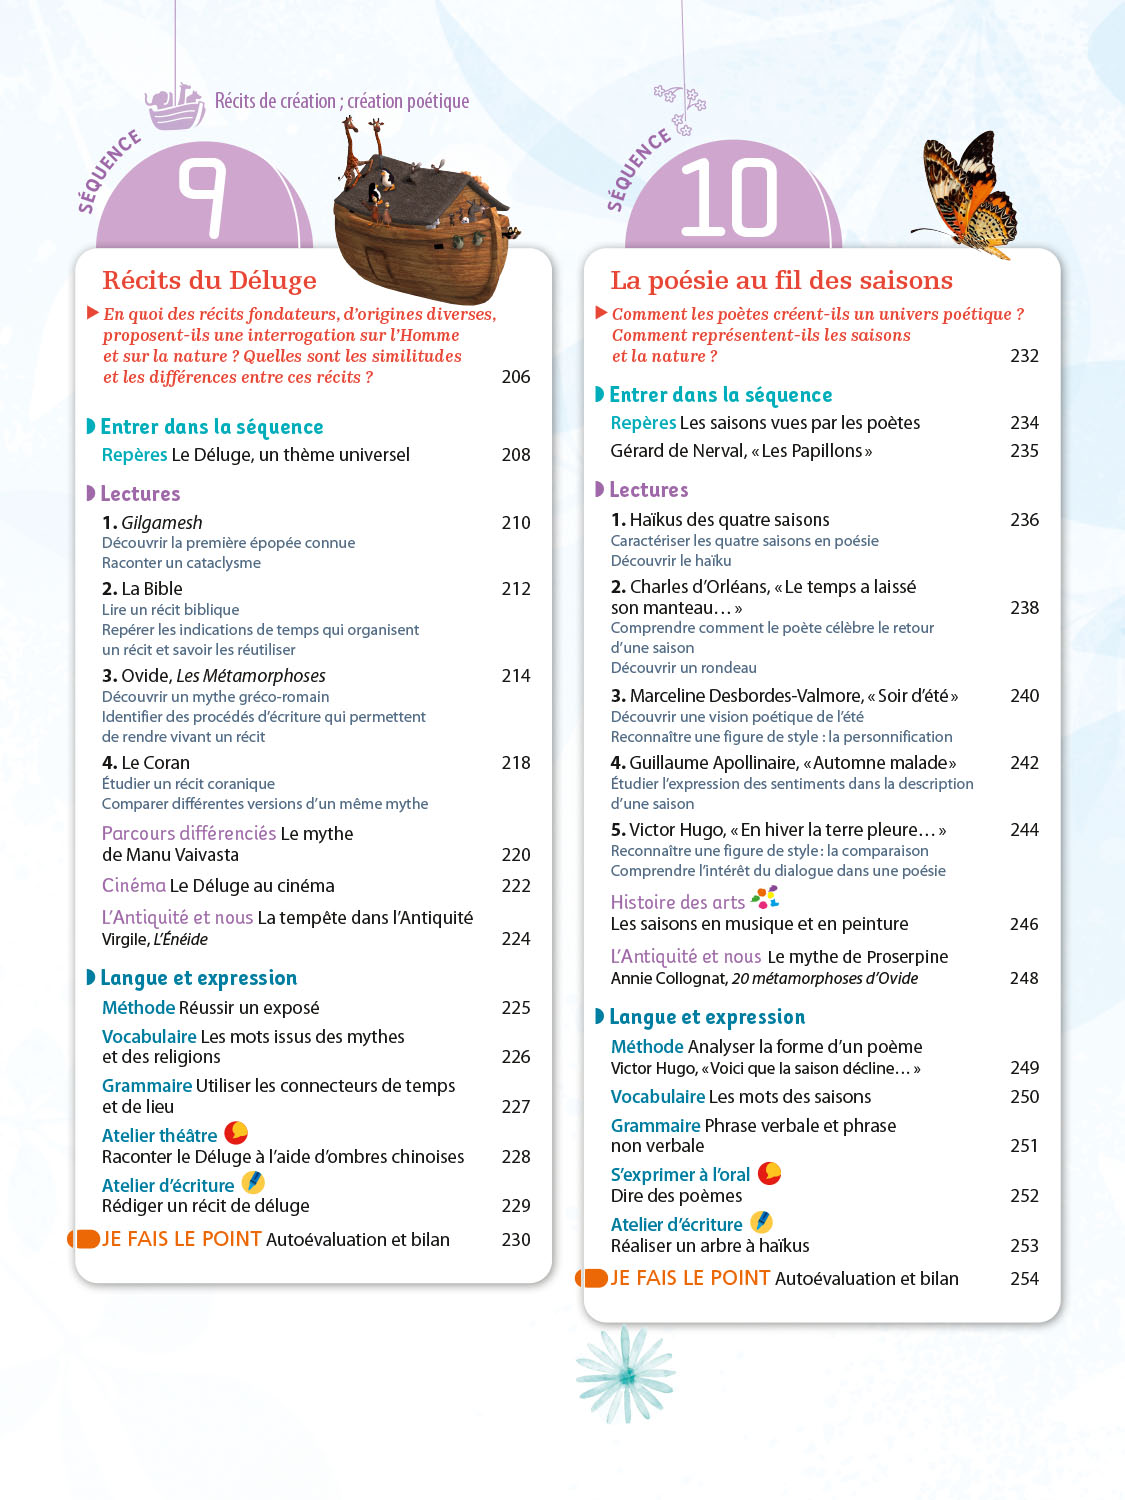 Récits de création ; création poétique
SÉQUENCE
9
Récits du Déluge
En quoi des récits fondateurs, d’origines diverses,
proposent-ils une interrogation sur l’Homme
et sur la nature ? Quelles sont les similitudes
et les différences entre ces récits ? 206
Entrer dans la séquence
Repères Le Déluge, un thème universel 208
Lectures
1. Gilgamesh 210
Découvrir la première épopée connue
Raconter un cataclysme
2. La Bible 212
Lire un récit biblique
Repérer les indications de temps qui organisent
un récit et savoir les réutiliser
3. Ovide, Les Métamorphoses 214
Découvrir un mythe gréco-romain
Identifier des procédés d’écriture qui permettent
de rendre vivant un récit
4. Le Coran 218
Étudier un récit coranique
Comparer différentes versions d’un même mythe
Parcours différenciés Le mythe
de Manu Vaivasta 220
Cinéma Le Déluge au cinéma 222
L’Antiquité et nous La tempête dans l’Antiquité
Virgile, L’Énéide 224
Langue et expression
Méthode Réussir un exposé 225
Vocabulaire Les mots issus des mythes
et des religions 226
Grammaire Utiliser les connecteurs de temps
et de lieu 227
Atelier théâtre
Raconter le Déluge à l’aide d’ombres chinoises 228
Atelier d’écriture
Rédiger un récit de déluge 229
JE FAIS LE POINT Autoévaluation et bilan 230
SÉQUENCE
10
La poésie au fil des saisons
Comment les poètes créent-ils un univers poétique ?
Comment représentent-ils les saisons
et la nature ? 232
Entrer dans la séquence
Repères Les saisons vues par les poètes 234
Gérard de Nerval, « Les Papillons » 235
Lectures
1. Haïkus des quatre saisons 236
Caractériser les quatre saisons en poésie
Découvrir le haïku
2. Charles d’Orléans, « Le temps a laissé
son manteau… » 238
Comprendre comment le poète célèbre le retour
d’une saison
Découvrir un rondeau
3. Marceline Desbordes-Valmore, « Soir d’été » 240
Découvrir une vision poétique de l’été
Reconnaître une figure de style : la personnification
4. Guillaume Apollinaire, « Automne malade » 242
Étudier l’expression des sentiments dans la description
d’une saison
5. Victor Hugo, « En hiver la terre pleure… » 244
Reconnaître une figure de style : la comparaison
Comprendre l’intérêt du dialogue dans une poésie
Histoire des arts
Les saisons en musique et en peinture 246
L’Antiquité et nous Le mythe de Proserpine
Annie Collognat, 20 métamorphoses d’Ovide 248
Langue et expression
Méthode Analyser la forme d’un poème
Victor Hugo, « Voici que la saison décline… » 249
Vocabulaire Les mots des saisons 250
Grammaire Phrase verbale et phrase
non verbale 251
S’exprimer à l’oral
Dire des poèmes 252
Atelier d’écriture
Réaliser un arbre à haïkus 253
JE FAIS LE POINT Autoévaluation et bilan 254